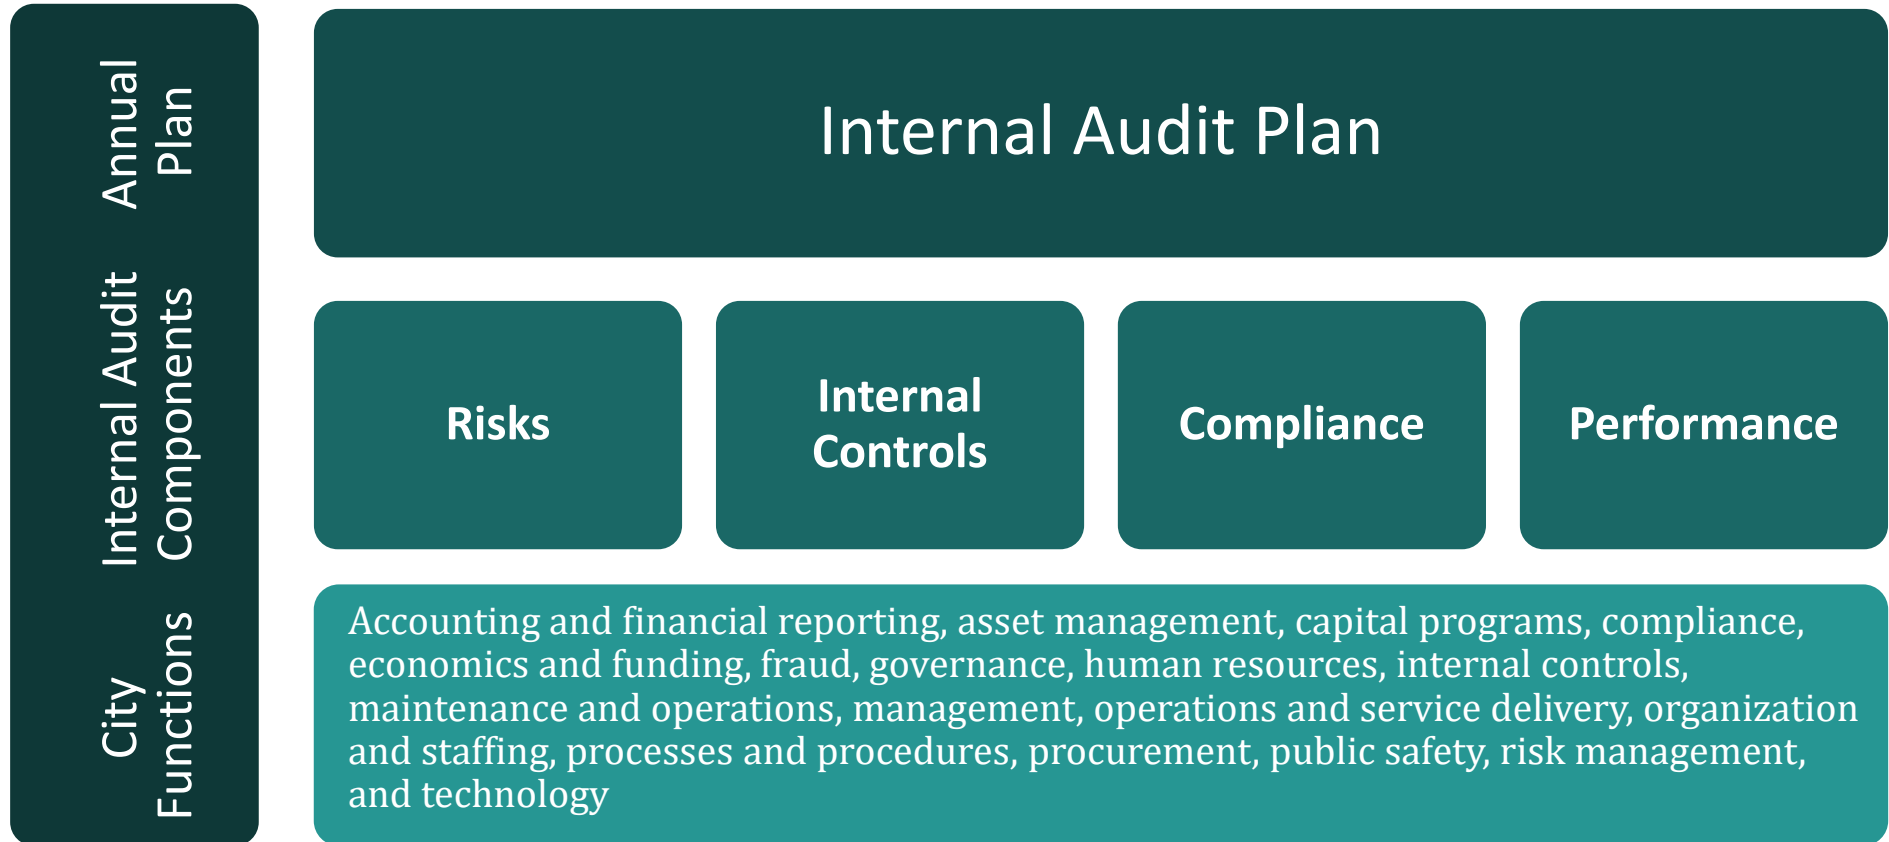 Annual
Plan
Internal Audit Plan
Internal Audit
Components
Risks
Internal
Controls
Compliance
Performance
City
Functions
Accounting and financial reporting, asset management, capital programs, compliance,
economics and funding, fraud, governance, human resources, internal controls,
maintenance and operations, management, operations and service delivery, organization
and staffing, processes and procedures, procurement, public safety, risk management,
and technology